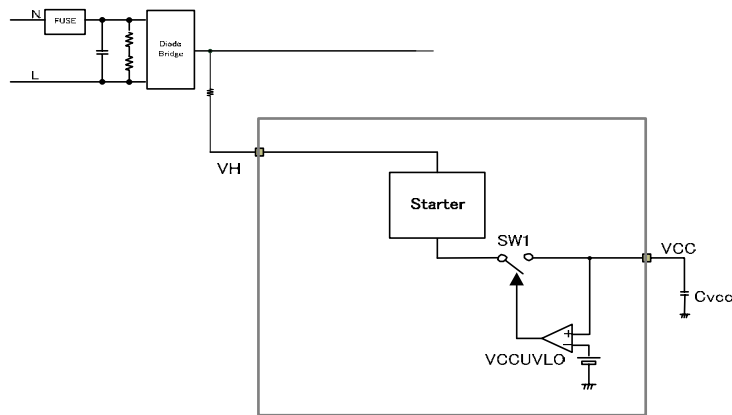 N
FUSE
Diode
Bridge
L
VH
Starter
SW1
VCC
Cvcc
+
−
VCCUVLO